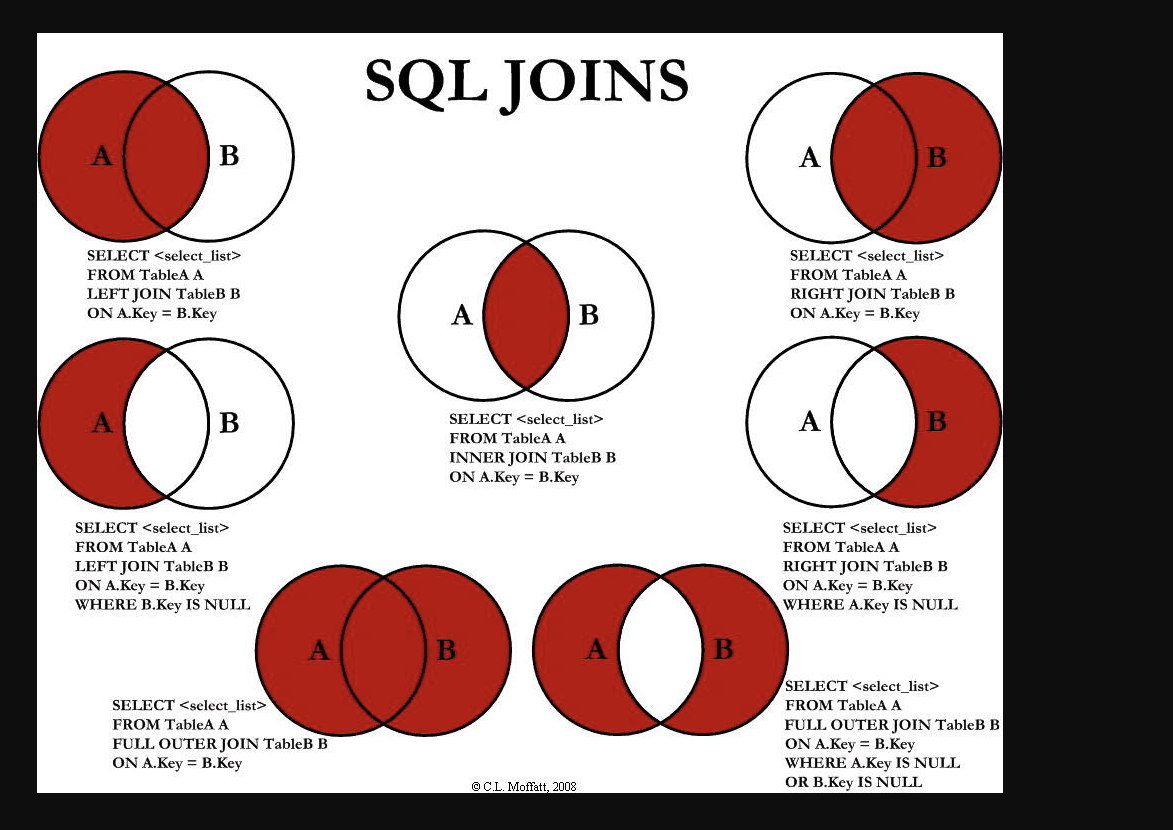 SQL JOINS
A B
SELECT <select_list>
FROM TableA A
LEFT JOIN TableB B
ON A.Key = B.Key
A B
SELECT <select_list>
FROM TableA A
RIGHT JOIN TableB B
ON A.Key = B.Key
A B
SELECT <select_list>
FROM TableA A
INNER JOIN TableB B
ON A.Key = B.Key
A B
SELECT <select_list>
FROM TableA A
LEFT JOIN TableB B
ON A.Key = B.Key
WHERE B.Key IS NULL
A B
SELECT <select_list>
FROM TableA A
RIGHT JOIN TableB B
ON A.Key = B.Key
WHERE A.Key IS NULL
A B
SELECT <select_list>
FROM TableA A
FULL OUTER JOIN TableB B
ON A.Key = B.Key
A B
SELECT <select_list>
FROM TableA A
FULL OUTER JOIN TableB B
ON A.Key = B.Key
WHERE A.Key IS NULL
OR B.Key IS NULL
© C.L. Moffatt, 2008